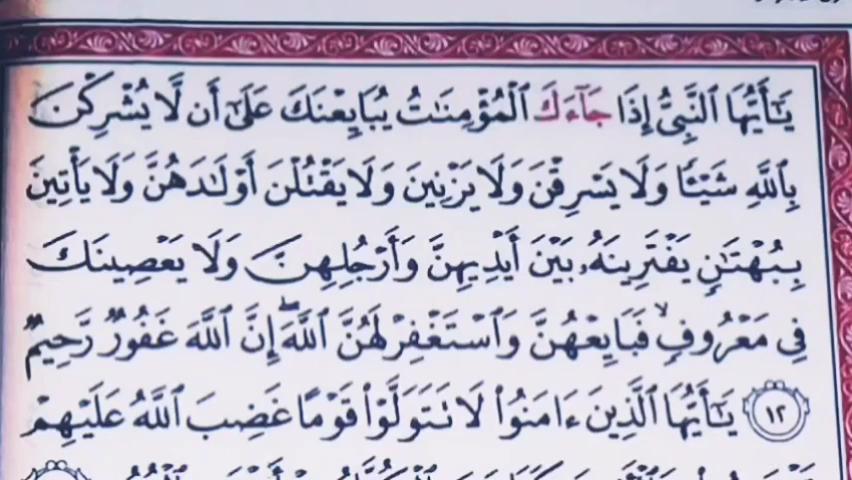 يَـٰٓأَيُّهَا ٱلنَّبِىُّ إِذَا جَآءَكَ ٱلْمُؤْمِنَـٰتُ يُبَايِعْنَكَ عَلَىٰٓ أَن لَّا يُشْرِكْنَ
بِٱللَّهِ شَيْـًٔا وَلَا يَسْرِقْنَ وَلَا يَزْنِينَ وَلَا يَقْتُلْنَ أَوْلَـٰدَهُنَّ وَلَا يَأْتِينَ
بِبُهْتَـٰنٍ يَفْتَرِينَهُۥ بَيْنَ أَيْدِيهِنَّ وَأَرْجُلِهِنَّ وَلَا يَعْصِينَكَ
فِى مَعْرُوفٍ ۙ فَبَايِعْهُنَّ وَٱسْتَغْفِرْ لَهُنَّ ٱللَّهَ ۖ إِنَّ ٱللَّهَ غَفُورٌ رَّحِيمٌ
١٢ يَـٰٓأَيُّهَا ٱلَّذِينَ ءَامَنُوا۟ لَا تَتَوَلَّوْا۟ قَوْمًا غَضِبَ ٱللَّهُ عَلَيْهِمْ